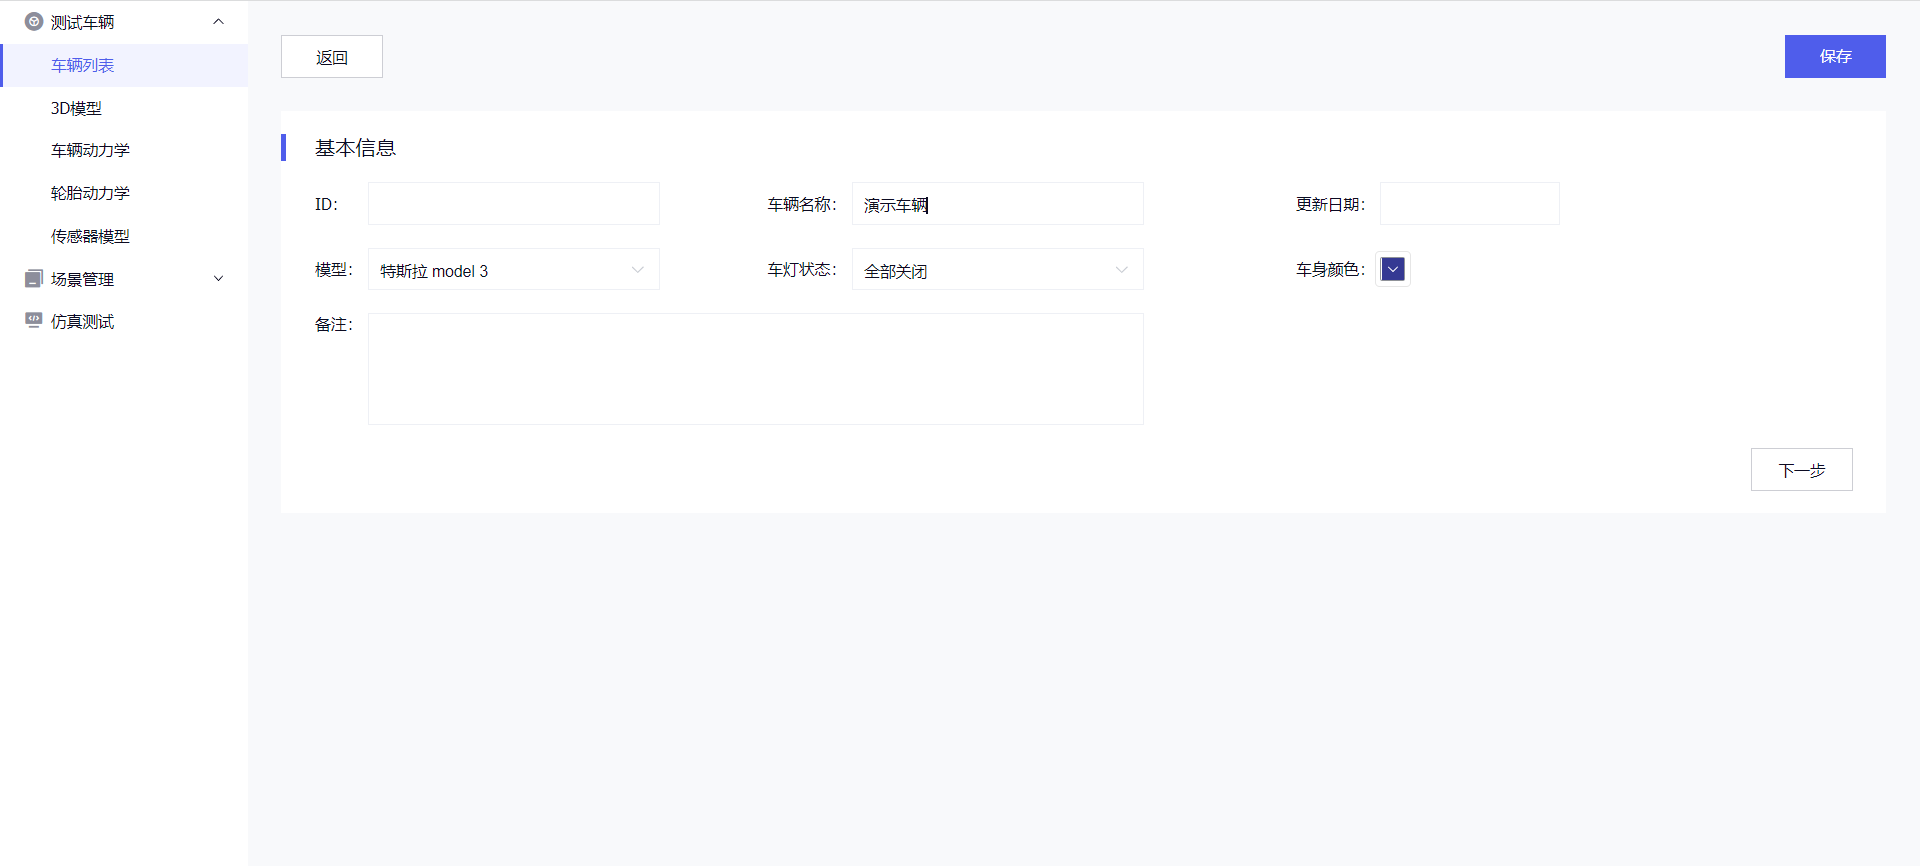 测试车辆
车辆列表
3D模型
车辆动力学
轮胎动力学
传感器模型
场景管理
仿真测试
返回
保存
基本信息
ID：
车辆名称： 演示车辆
更新日期：
模型： 特斯拉 model 3
车灯状态： 全部关闭
车身颜色：
备注：
下一步